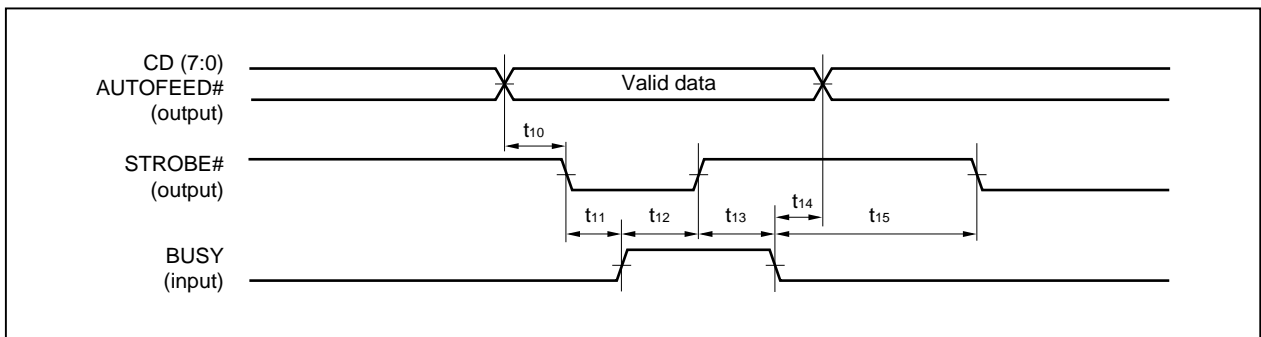 CD (7:0)
AUTOFEED#
(output)
Valid data
t10
STROBE#
(output)
t11
t12
t13
t14
t15
BUSY
(input)